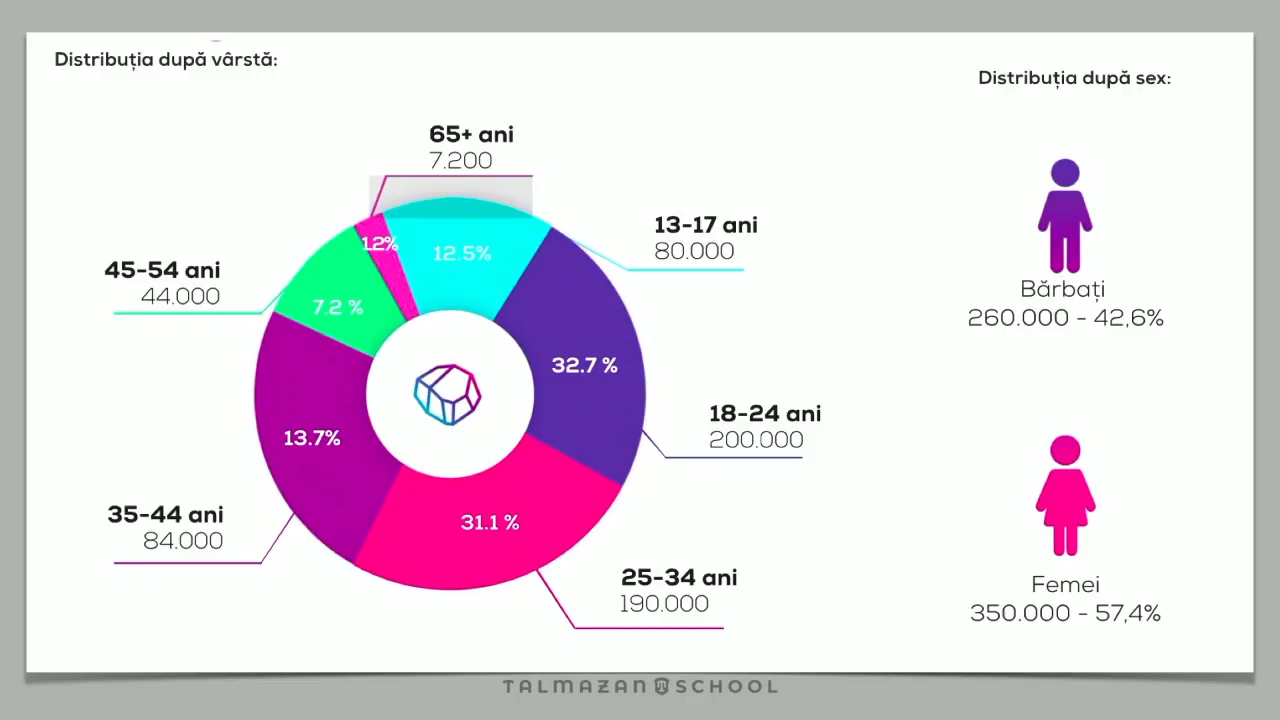 Distribuția după vârstă:
Distribuția după sex:
65+ ani
7.200
13-17 ani
80.000
1.2%
12.5%
45-54 ani
44.000
7.2 %
32.7 %
Bărbați
260.000 - 42,6%
18-24 ani
200.000
13.7%
35-44 ani
84.000
31.1 %
25-34 ani
190.000
Femei
350.000 - 57,4%
TALMAZAN SCHOOL